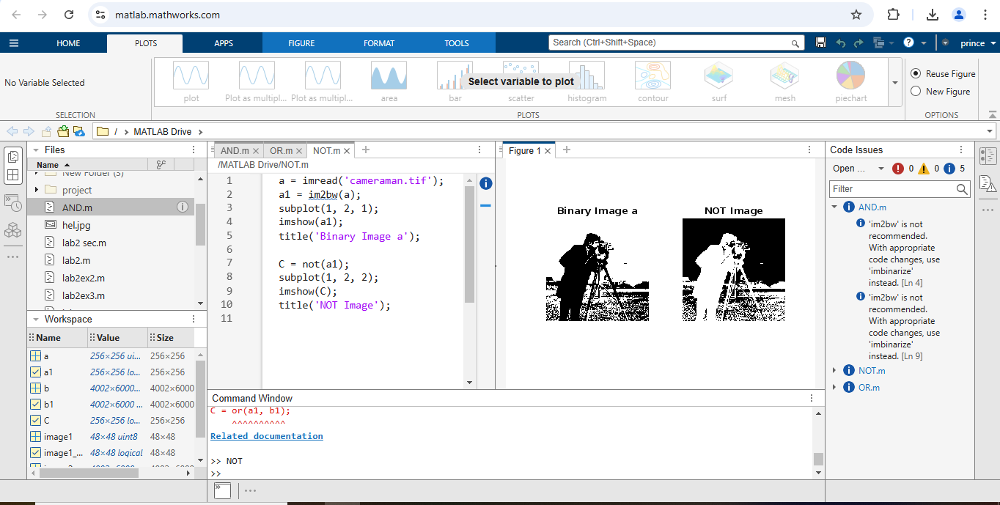 matlab.mathworks.com
HOME
PLOTS
APPS
FIGURE
FORMAT
TOOLS
Search (Ctrl+Shift+Space)
prince
No Variable Selected
SELECTION
plot
Plot as multipl...
Plot as multipl...
area
bar
scatter
histogram
contour
surf
mesh
piechart
Select variable to plot
PLOTS
Reuse Figure
New Figure
OPTIONS
/ > MATLAB Drive >
Files
Name
New Folder (3)
project
AND.m
hel.jpg
lab2 sec.m
lab2.m
lab2ex2.m
lab2ex3.m
Workspace
Name Value Size
a 256×256 ui... 256×256
a1 256×256 lo... 256×256
b 4002×6000... 4002×6000
b1 4002×6000 ... 4002×6000
C 256×256 lo... 256×256
image1 48×48 uint8 48×48
image1_... 48×48 logical 48×48
AND.m
OR.m
NOT.m
/MATLAB Drive/NOT.m
1 a = imread('cameraman.tif');
2 a1 = im2bw(a);
3 subplot(1, 2, 1);
4 imshow(a1);
5 title('Binary Image a');
6
7 C = not(a1);
8 subplot(1, 2, 2);
9 imshow(C);
10 title('NOT Image');
11
Figure 1
Binary Image a
NOT Image
Command Window
C = or(a1, b1);
^^^^^^^^^^
Related documentation
>> NOT
>>
Code Issues
Open ... 0 0 5
Filter
AND.m
'im2bw' is not
recommended.
With appropriate
code changes, use
'imbinarize'
instead. [Ln 4]
'im2bw' is not
recommended.
With appropriate
code changes, use
'imbinarize'
instead. [Ln 9]
NOT.m
OR.m